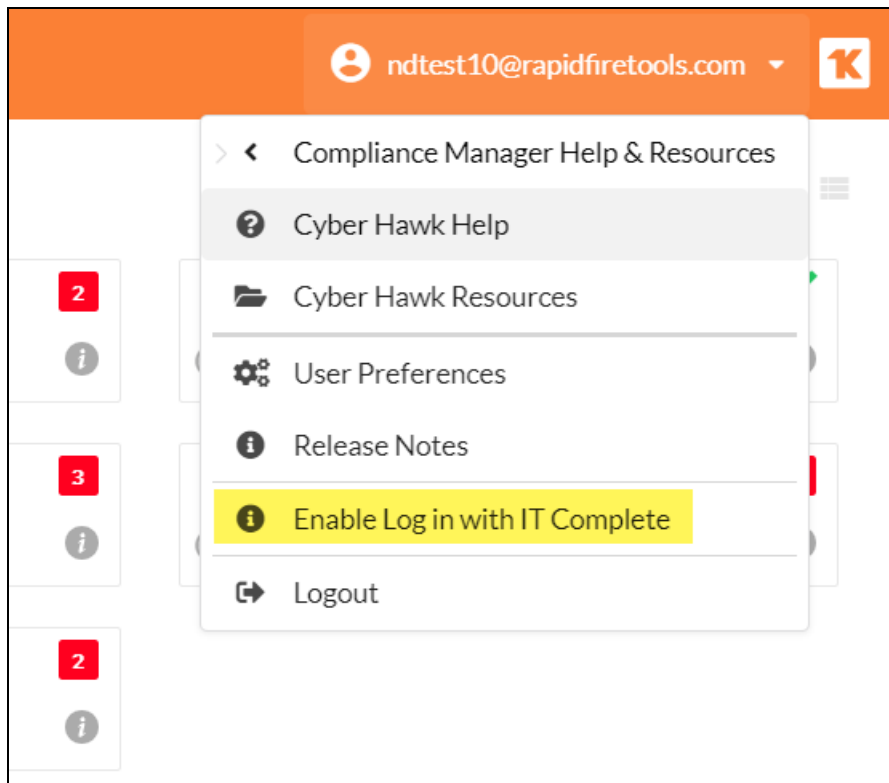 ndtest10@rapidfiretools.com
1K
Compliance Manager Help & Resources
Cyber Hawk Help
2
Cyber Hawk Resources
User Preferences
Release Notes
3
Enable Log in with IT Complete
Logout
2